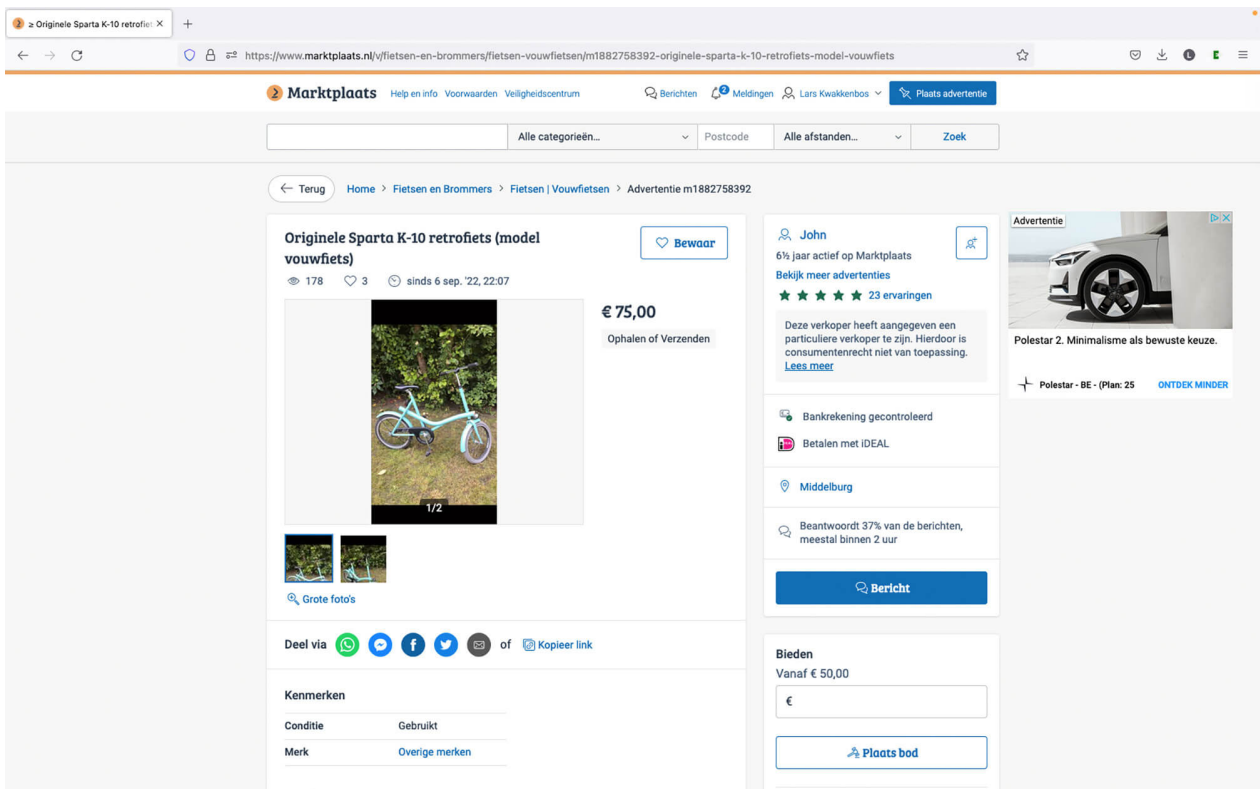 ≥ Originele Sparta K-10 retrofiet
https://www.marktplaats.nl/v/fietsen-en-brommers/fietsen-vouwfietsen/m1882758392-originele-sparta-k-10-retrofiets-model-vouwfiets
Marktplaats Help en info Voorwaarden Veiligheidscentrum Berichten 2 Meldingen Lars Kwakkenbos Plaats advertentie
Alle categorieën... Postcode Alle afstanden... Zoek
Terug Home > Fietsen en Brommers > Fietsen | Vouwfietsen > Advertentie m1882758392
Originele Sparta K-10 retrofiets (model
vouwfiets)
Bewaar
178 3 sinds 6 sep. '22, 22:07
€ 75,00
Ophalen of Verzenden
1/2
Grote foto's
Deel via of Kopieer link
Kenmerken
Conditie Gebruikt
Merk Overige merken
John
6½ jaar actief op Marktplaats
Bekijk meer advertenties
23 ervaringen
Deze verkoper heeft aangegeven een
particuliere verkoper te zijn. Hierdoor is
consumentenrecht niet van toepassing.
Lees meer
Bankrekening gecontroleerd
Betalen met iDEAL
Middelburg
Beantwoordt 37% van de berichten,
meestal binnen 2 uur
Bericht
Bieden
Vanaf € 50,00
€
Plaats bod
Advertentie
Polestar 2. Minimalisme als bewuste keuze.
Polestar - BE - (Plan: 25 ONTDEK MINDER